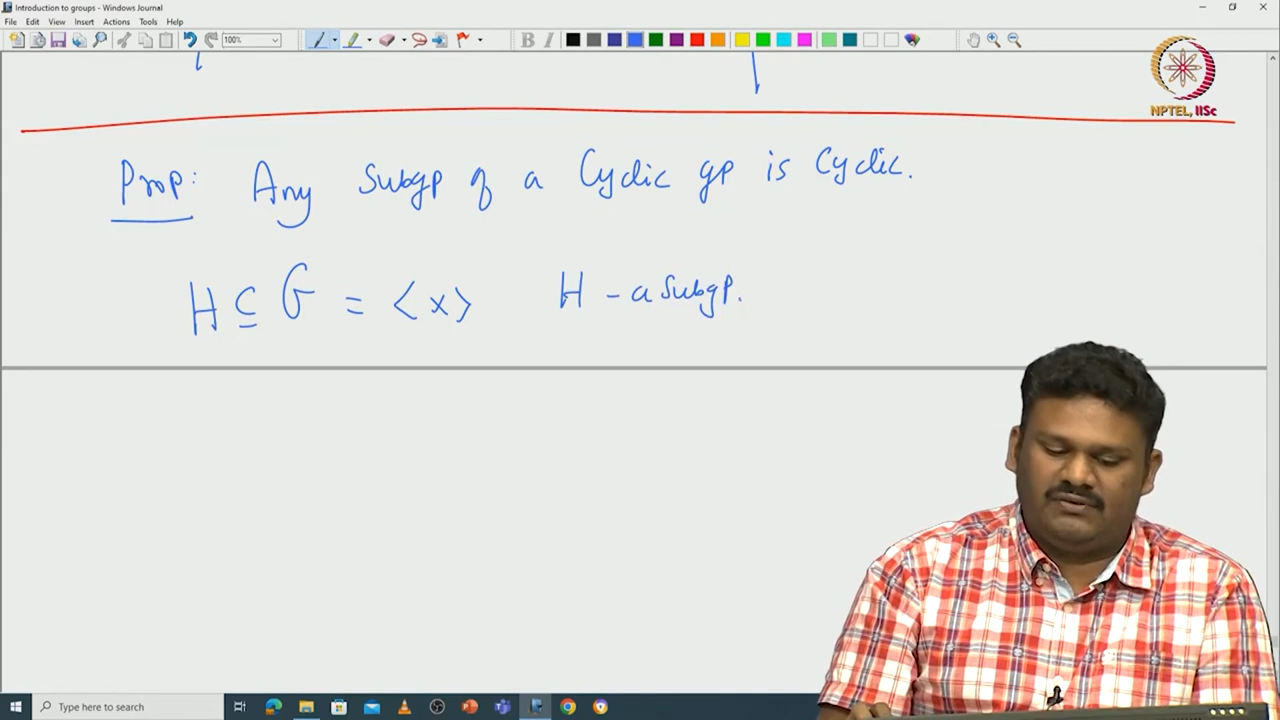 Introduction to groups - Windows Journal
File Edit View Insert Actions Tools Help
100%
NPTEL, IISc
Prop: Any Subgp of a Cyclic gp is Cyclic.
H ⊆ G = <x> H - a Subgp.
Type here to search